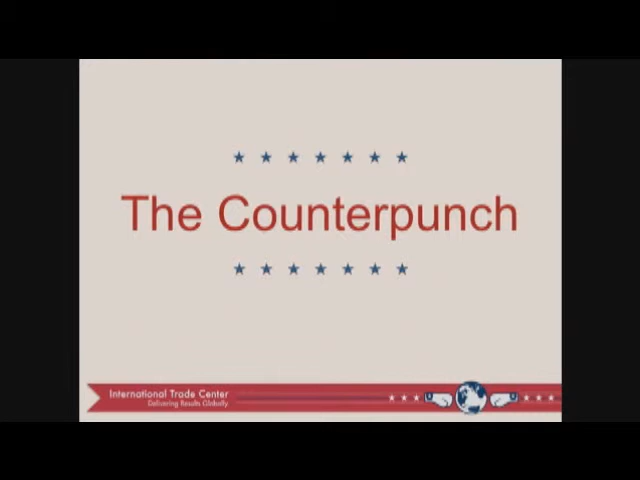 The Counterpunch
International Trade Center
Delivering Results Globally